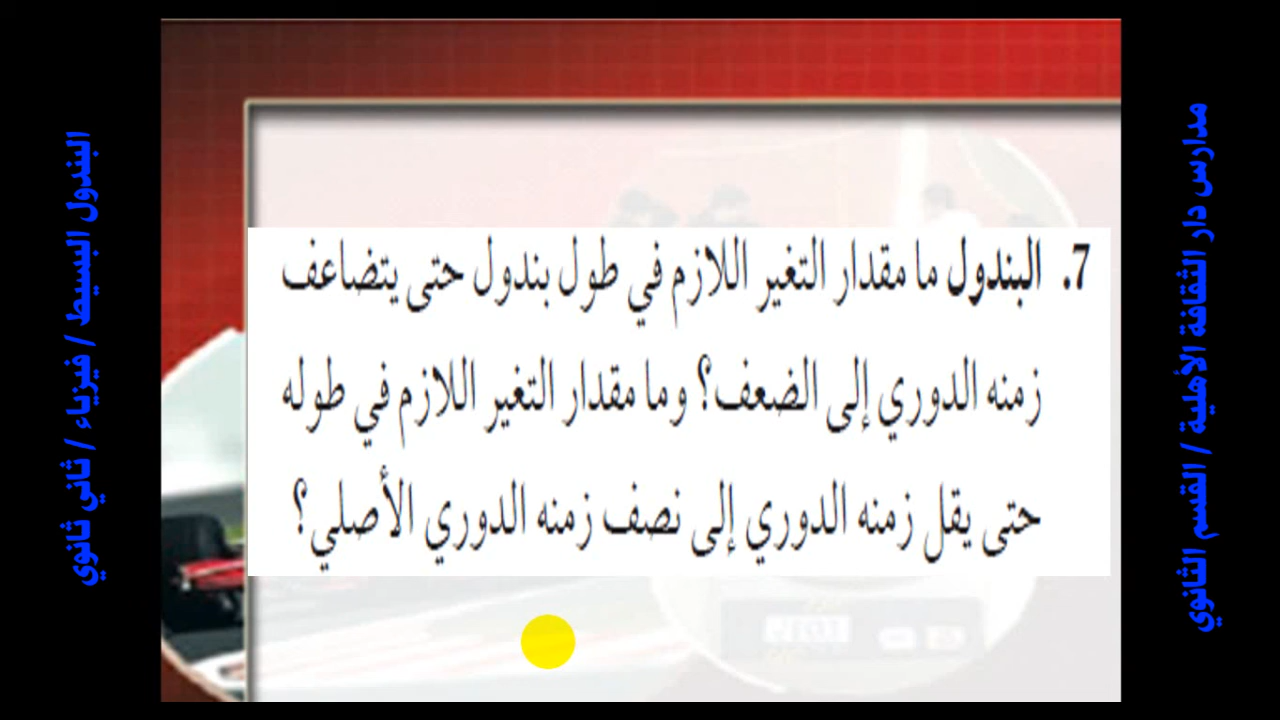 مدارس دار الثقافة الأهلية / القسم الثانوي
7. البندول ما مقدار التغير اللازم في طول بندول حتى يتضاعف
زمنه الدوري إلى الضعف؟ وما مقدار التغير اللازم في طوله
حتى يقل زمنه الدوري إلى نصف زمنه الدوري الأصلي؟
البندول البسيط / فيزياء / ثاني ثانوي